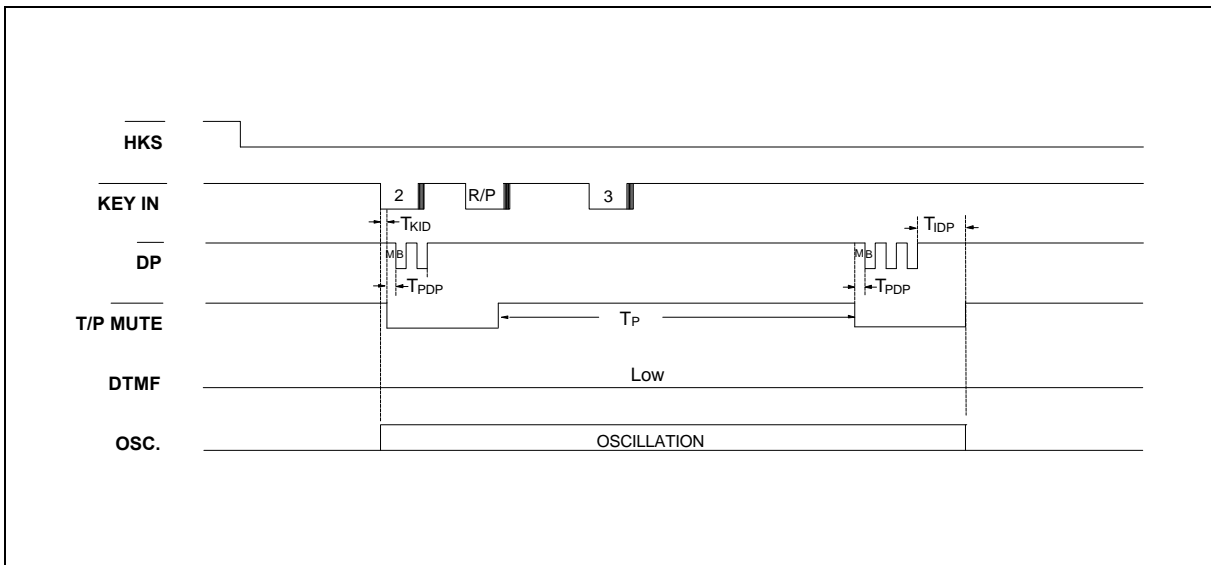 HKS
KEY IN
2
R/P
3
TKID
TIDP
DP
M B
M B
TPDP
TPDP
T/P MUTE
TP
DTMF
Low
OSC.
OSCILLATION